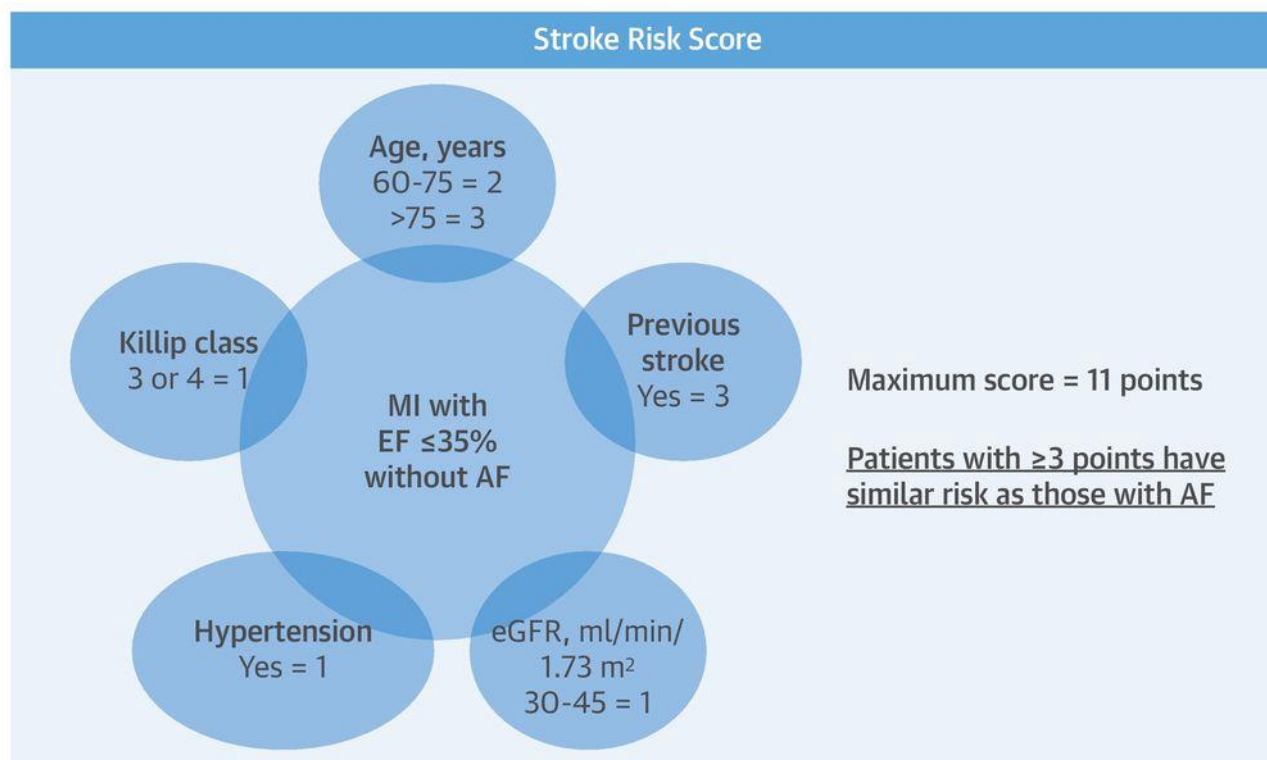 Stroke Risk Score
Age, years
60-75 = 2
>75 = 3
Killip class
3 or 4 = 1
Previous
stroke
Yes = 3
MI with
EF ≤35%
without AF
Hypertension
Yes = 1
eGFR, ml/min/
1.73 m²
30-45 = 1
Maximum score = 11 points
Patients with ≥3 points have
similar risk as those with AF